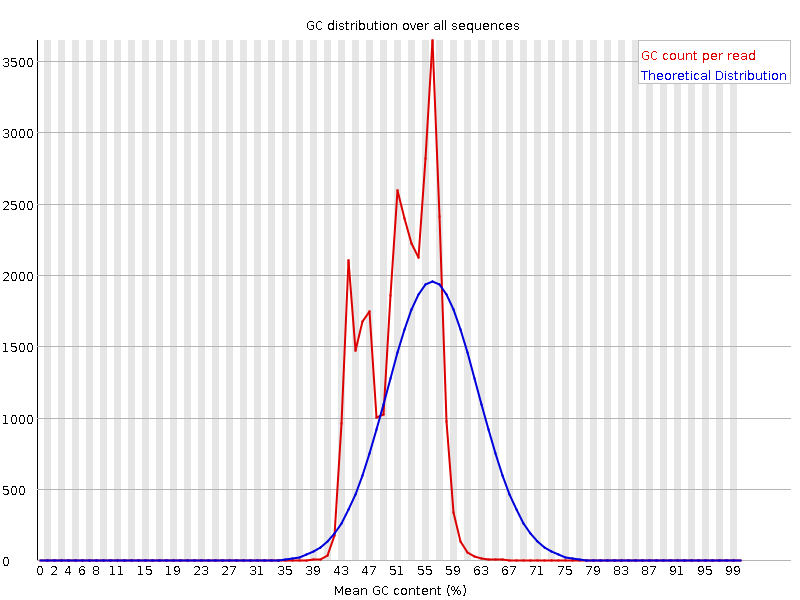 GC distribution over all sequences
GC count per read
Theoretical Distribution
3500
3000
2500
2000
1500
1000
500
0
0 2 4 6 8 11 15 19 23 27 31 35 39 43 47 51 55 59 63 67 71 75 79 83 87 91 95 99
Mean GC content (%)